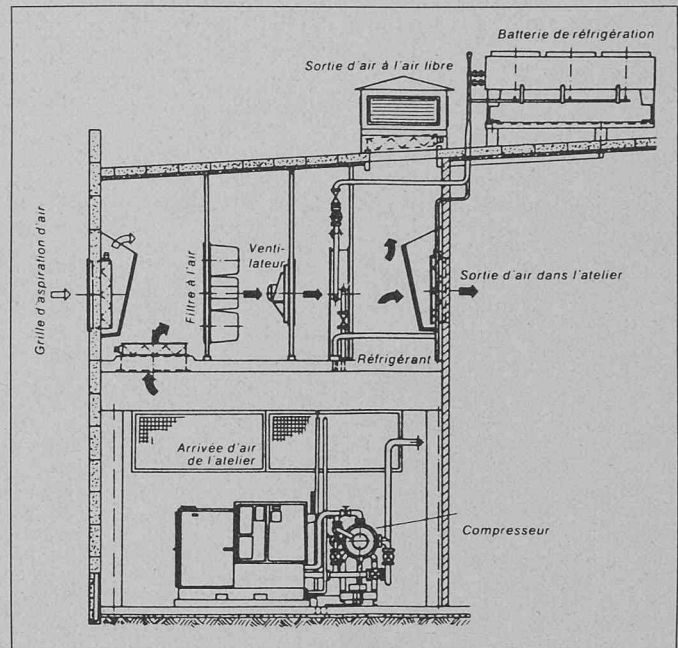 Batterie de réfrigération
Sortie d'air à l'air libre
Grille d'aspiration d'air
Filtre à l'air
Venti-
lateur
Sortie d'air dans l'atelier
Réfrigérant
Arrivée d'air
de l'atelier
Compresseur